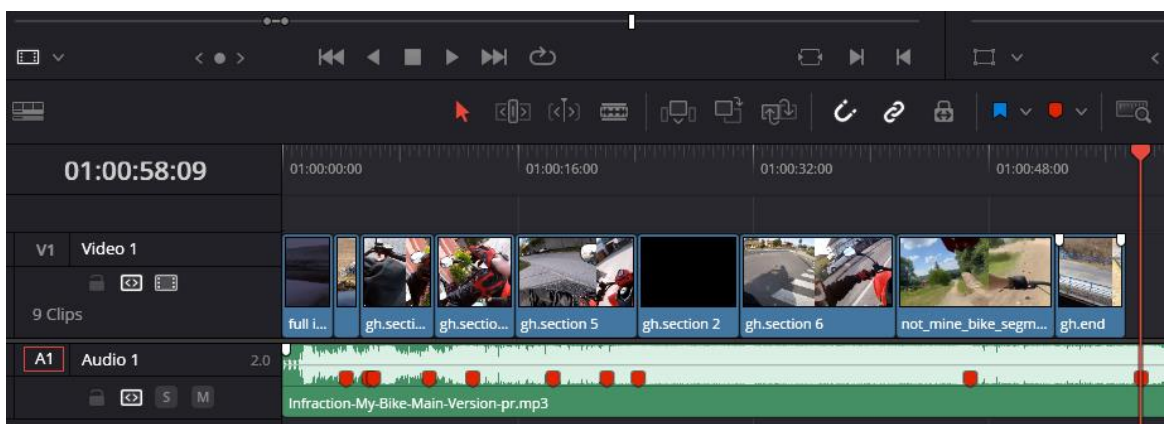 01:00:58:09
01:00:00:00
01:00:16:00
01:00:32:00
01:00:48:00
V1 Video 1
9 Clips
full i...
gh.secti...
gh.sectio...
gh.section 5
gh.section 2
gh.section 6
not_mine_bike_segm...
gh.end
A1 Audio 1 2.0
S M
Infraction-My-Bike-Main-Version-pr.mp3